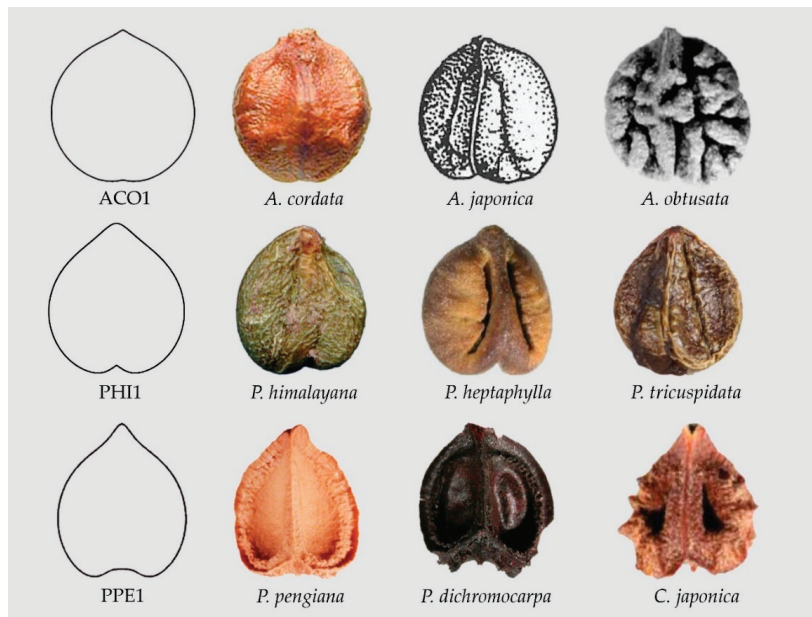 ACO1 A. cordata A. japonica A. obtusata
PHI1 P. himalayana P. heptaphylla P. tricuspidata
PPE1 P. pengiana P. dichromocarpa C. japonica